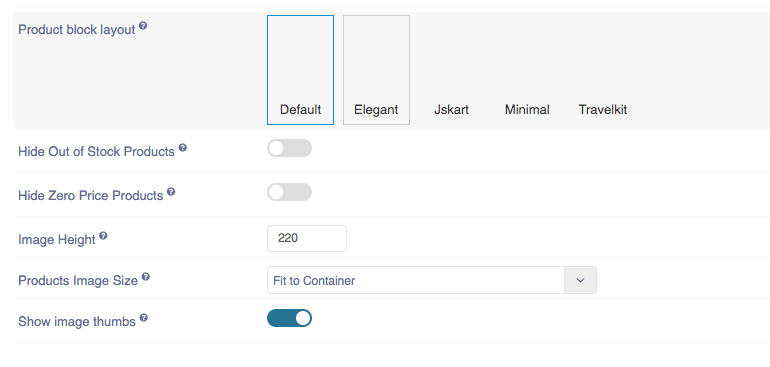 Product block layout ?
Default Elegant Jskart Minimal Travelkit
Hide Out of Stock Products ?
Hide Zero Price Products ?
Image Height ? 220
Products Image Size ? Fit to Container
Show image thumbs ?